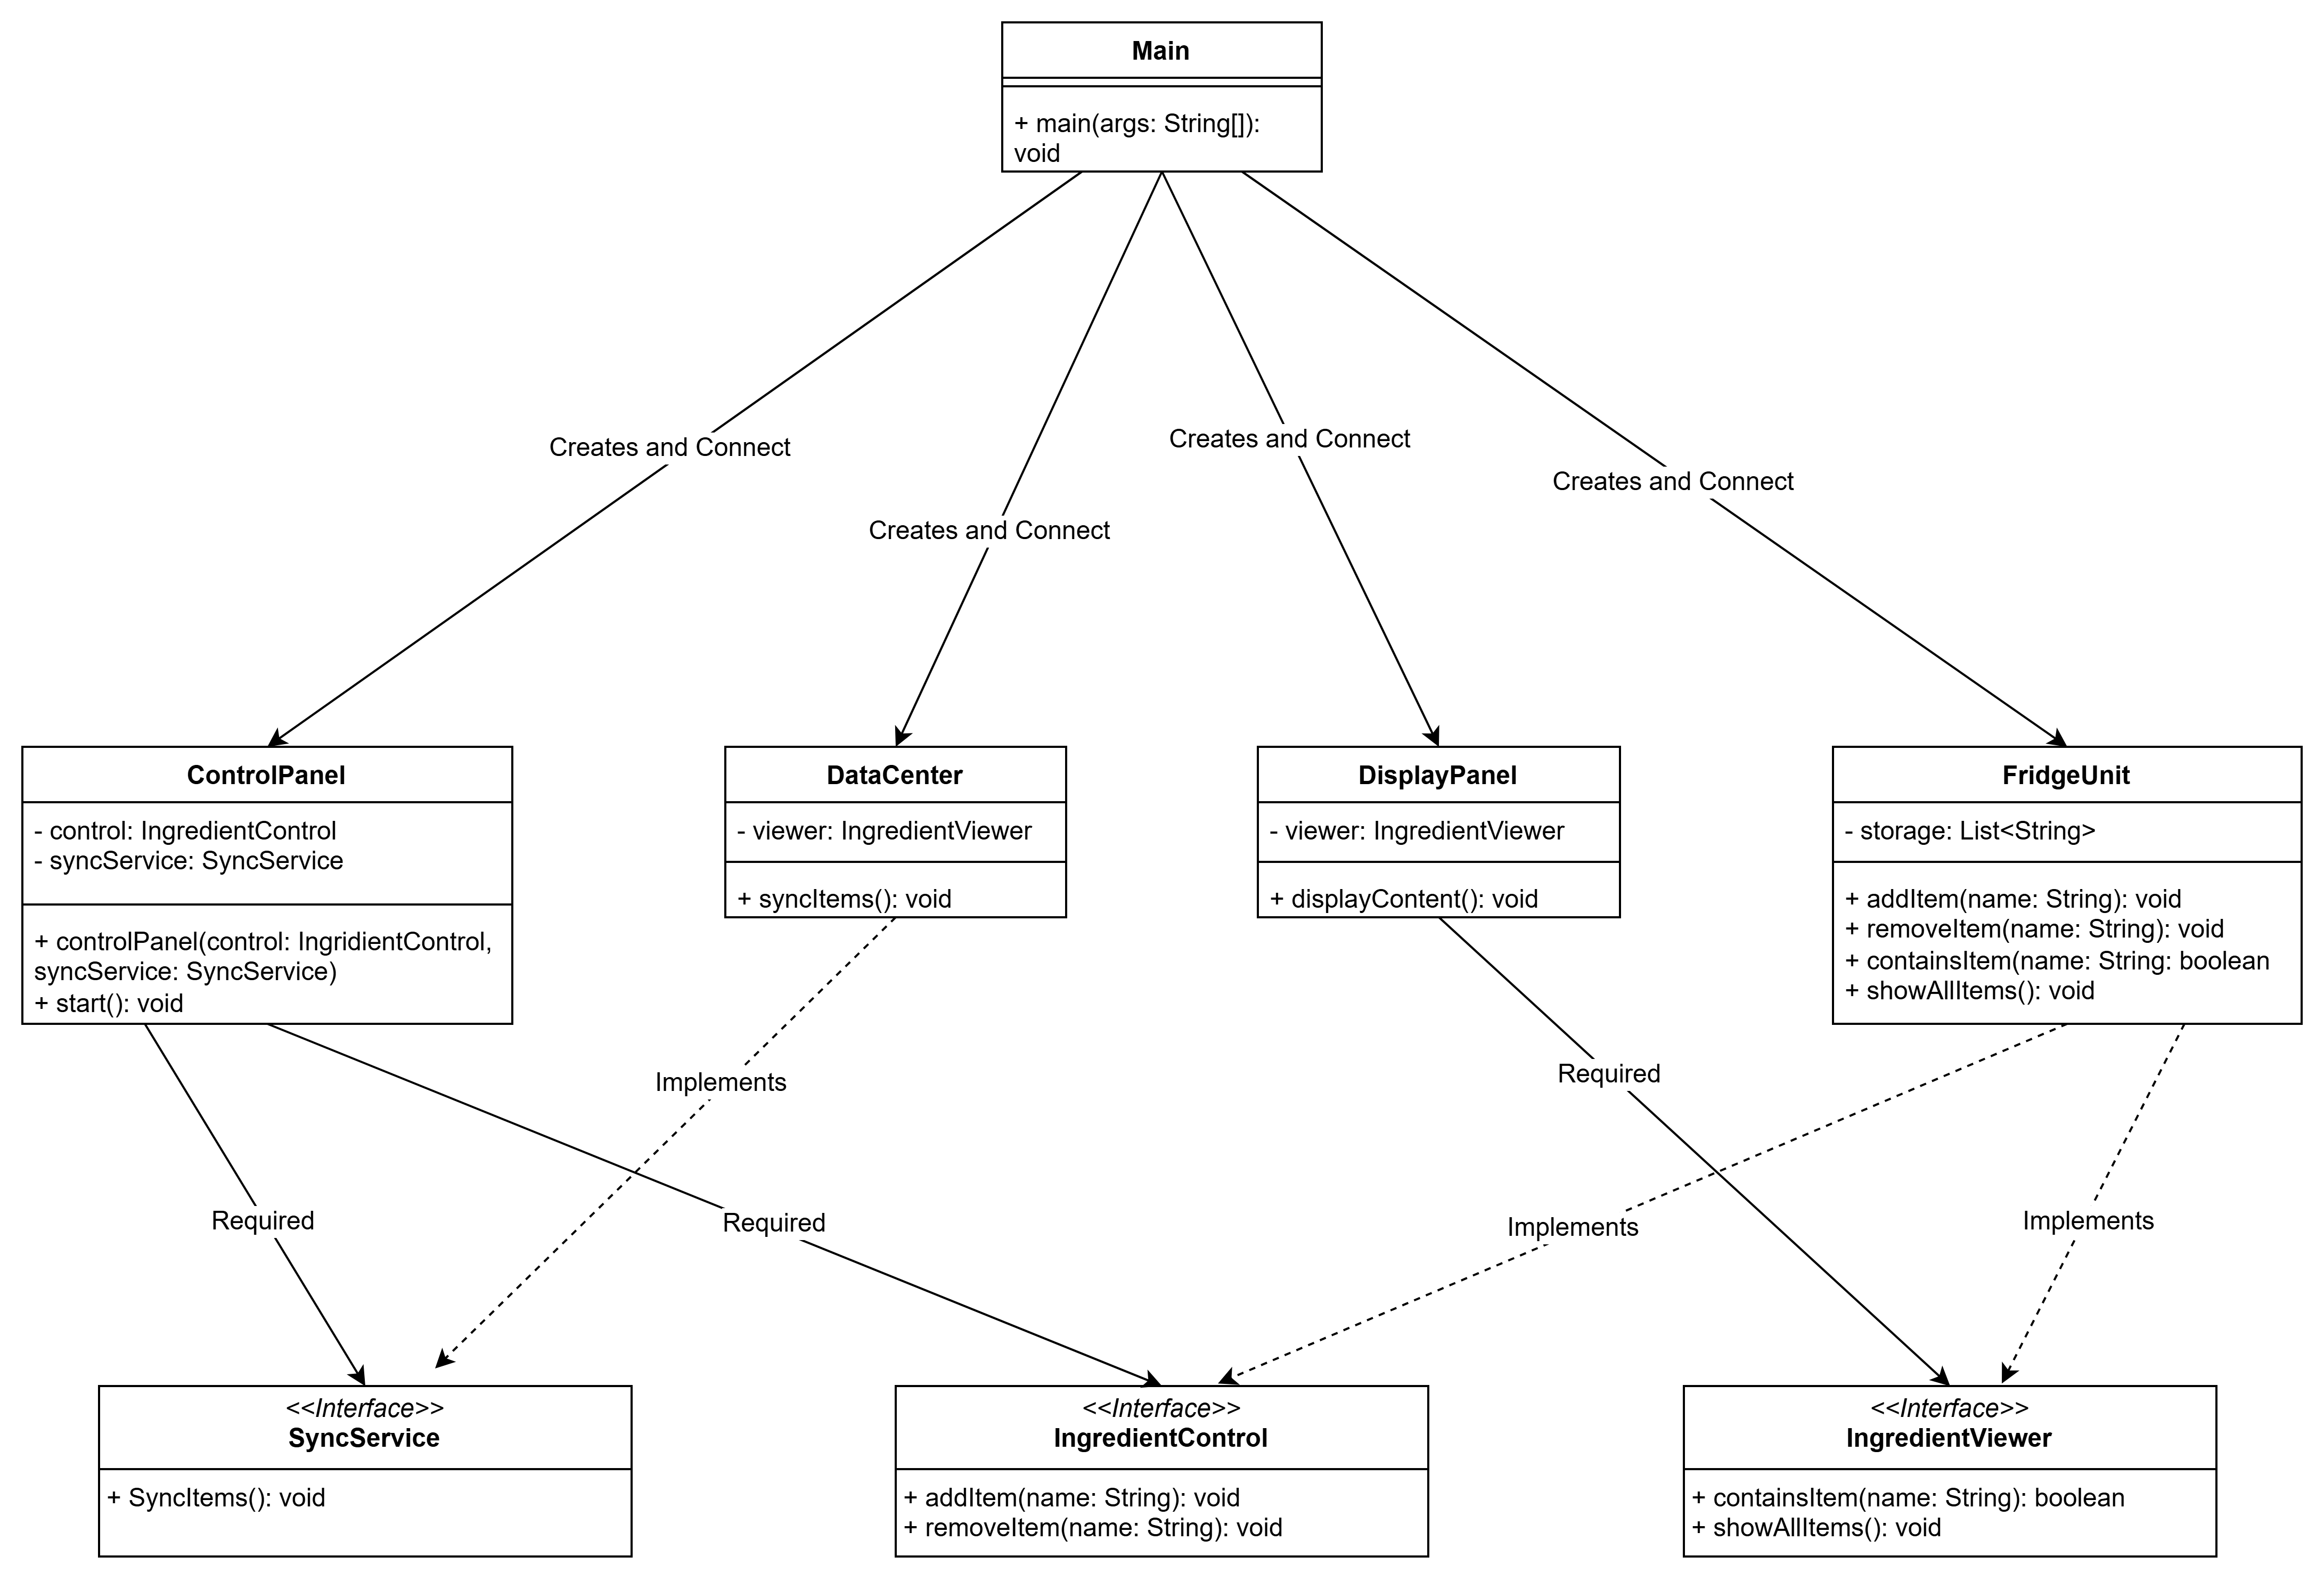 Main
+ main(args: String[]):
void
Creates and Connect
Creates and Connect
Creates and Connect
Creates and Connect
ControlPanel
- control: IngredientControl
- syncService: SyncService
+ controlPanel(control: IngridientControl,
syncService: SyncService)
+ start(): void
DataCenter
- viewer: IngredientViewer
+ syncItems(): void
DisplayPanel
- viewer: IngredientViewer
+ displayContent(): void
FridgeUnit
- storage: List<String>
+ addItem(name: String): void
+ removeItem(name: String): void
+ containsItem(name: String: boolean
+ showAllItems(): void
Required
Implements
Required
Required
Implements
Implements
<<Interface>>
SyncService
+ SyncItems(): void
<<Interface>>
IngredientControl
+ addItem(name: String): void
+ removeItem(name: String): void
<<Interface>>
IngredientViewer
+ containsItem(name: String): boolean
+ showAllItems(): void